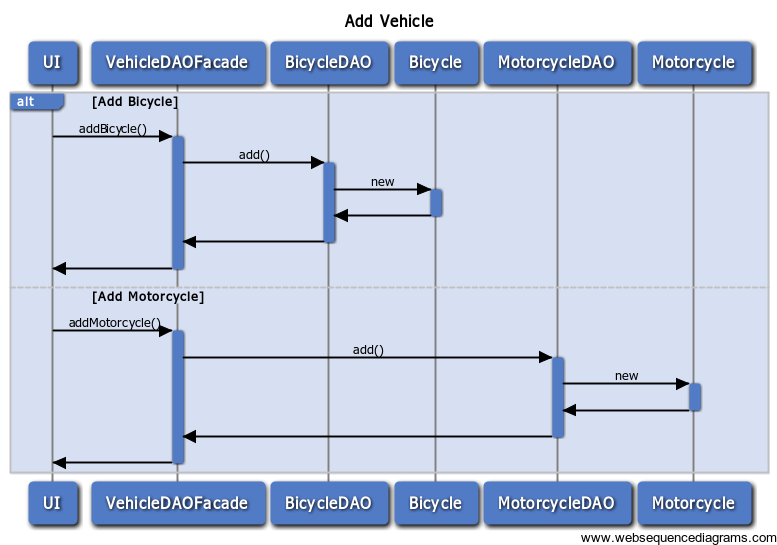 Add Vehicle
UI VehicleDAOFacade BicycleDAO Bicycle MotorcycleDAO Motorcycle
alt [Add Bicycle]
addBicycle()
add()
new
[Add Motorcycle]
addMotorcycle()
add()
new
UI VehicleDAOFacade BicycleDAO Bicycle MotorcycleDAO Motorcycle
www.websequencediagrams.com